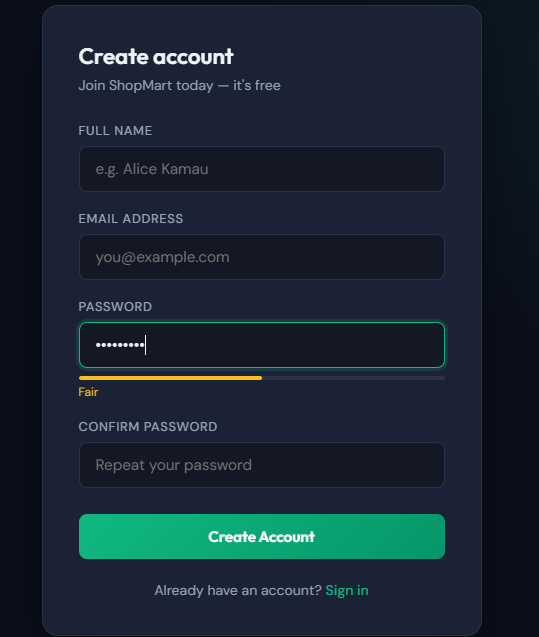 Create account
Join ShopMart today — it's free
FULL NAME
e.g. Alice Kamau
EMAIL ADDRESS
you@example.com
PASSWORD
•••••••••
Fair
CONFIRM PASSWORD
Repeat your password
Create Account
Already have an account? Sign in